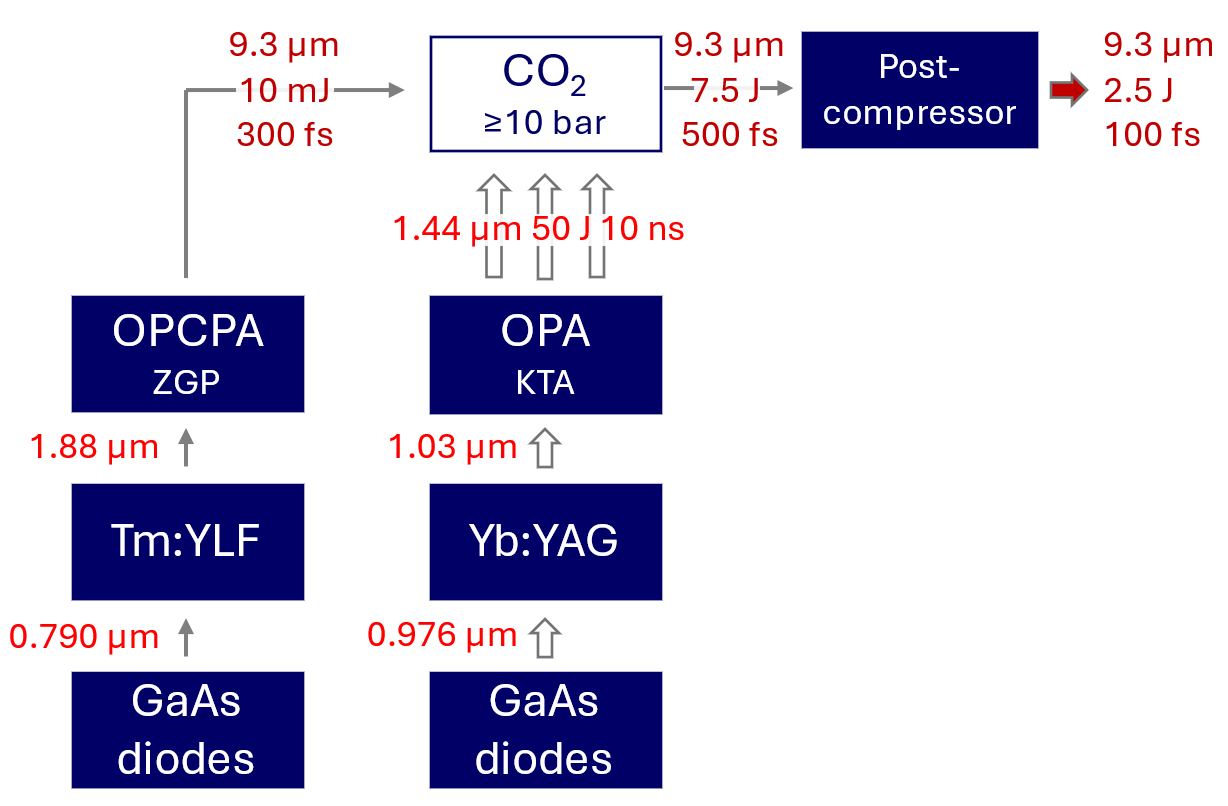 9.3 µm
10 mJ
300 fs
CO₂
≥10 bar
9.3 µm
7.5 J
500 fs
Post-
compressor
9.3 µm
2.5 J
100 fs
1.44 µm 50 J 10 ns
OPCPA
ZGP
OPA
KTA
1.88 µm
1.03 µm
Tm:YLF
Yb:YAG
0.790 µm
0.976 µm
GaAs
diodes
GaAs
diodes